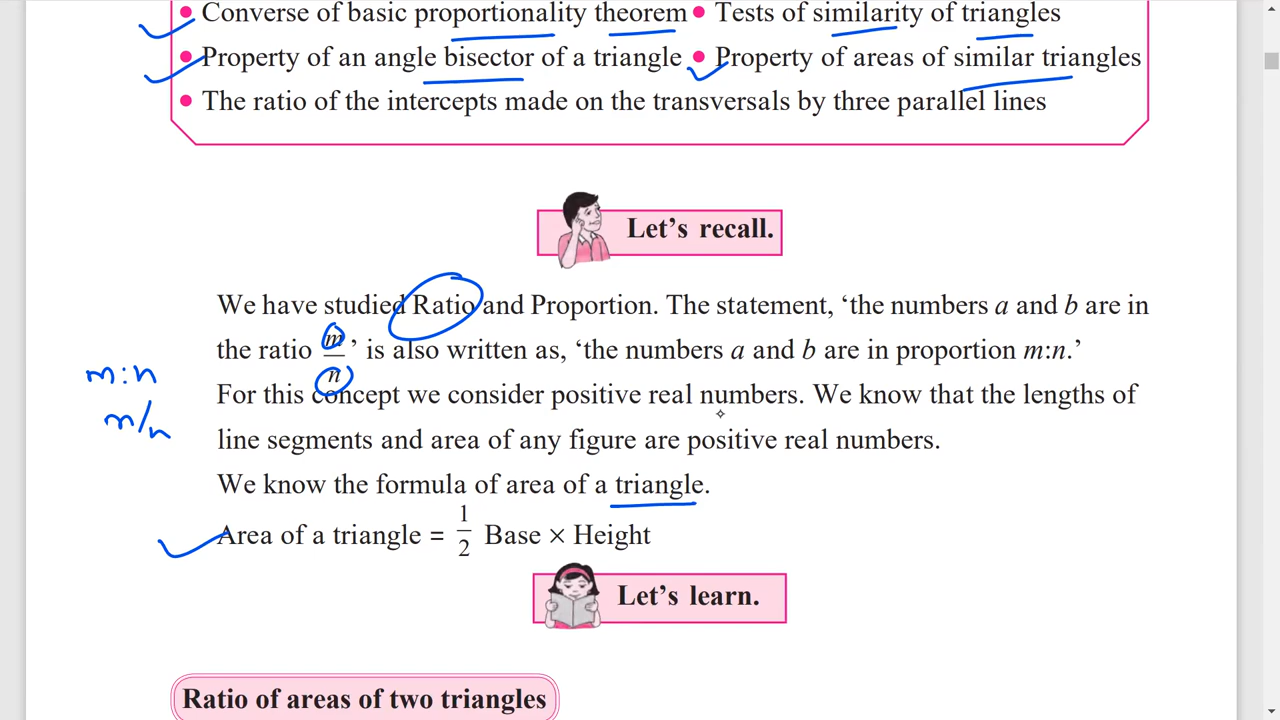 • Converse of basic proportionality theorem • Tests of similarity of triangles
• Property of an angle bisector of a triangle • Property of areas of similar triangles
• The ratio of the intercepts made on the transversals by three parallel lines
Let's recall.
We have studied Ratio and Proportion. The statement, ‘the numbers a and b are in
the ratio m/n ’ is also written as, ‘the numbers a and b are in proportion m:n.’
m:n
For this concept we consider positive real numbers. We know that the lengths of
m/n
line segments and area of any figure are positive real numbers.
We know the formula of area of a triangle.
Area of a triangle = 1/2 Base × Height
Let's learn.
Ratio of areas of two triangles